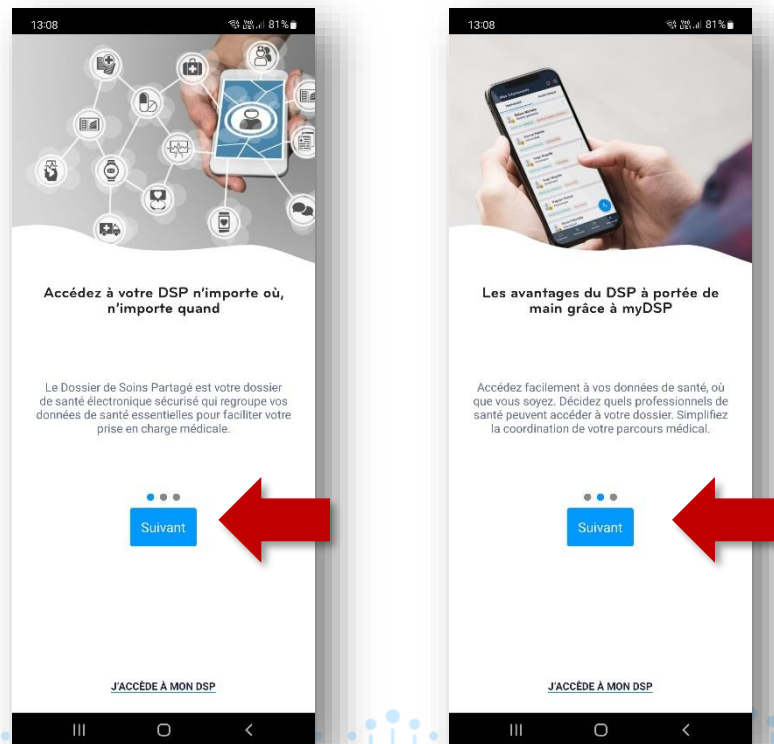 13:08
81%
Accédez à votre DSP n'importe où,
n'importe quand
Le Dossier de Soins Partagé est votre dossier
de santé électronique sécurisé qui regroupe vos
données de santé essentielles pour faciliter votre
prise en charge médicale.
Suivant
J'ACCÈDE À MON DSP
13:08
81%
Les avantages du DSP à portée de
main grâce à myDSP
Accédez facilement à vos données de santé, où
que vous soyez. Décidez quels professionnels de
santé peuvent accéder à votre dossier. Simplifiez
la coordination de votre parcours médical.
Suivant
J'ACCÈDE À MON DSP